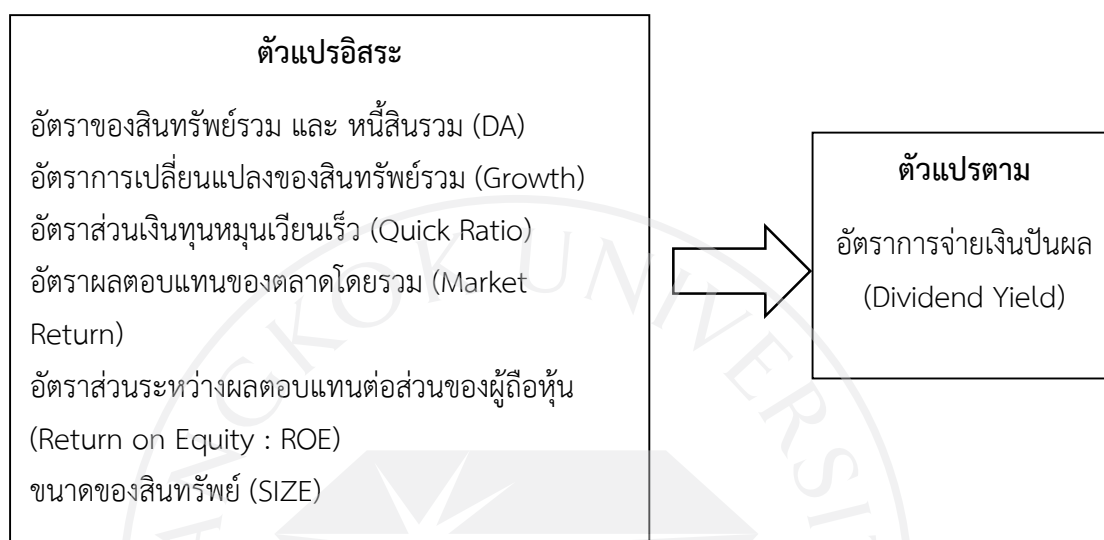 ตัวแปรอิสระ
อัตราของสินทรัพย์รวม และ หนี้สินรวม (DA)
อัตราการเปลี่ยนแปลงของสินทรัพย์รวม (Growth)
อัตราส่วนเงินทุนหมุนเวียนเร็ว (Quick Ratio)
อัตราผลตอบแทนของตลาดโดยรวม (Market
Return)
อัตราส่วนระหว่างผลตอบแทนต่อส่วนของผู้ถือหุ้น
(Return on Equity : ROE)
ขนาดของสินทรัพย์ (SIZE)
ตัวแปรตาม
อัตราการจ่ายเงินปันผล
(Dividend Yield)
ANGKOK UNIVERSI